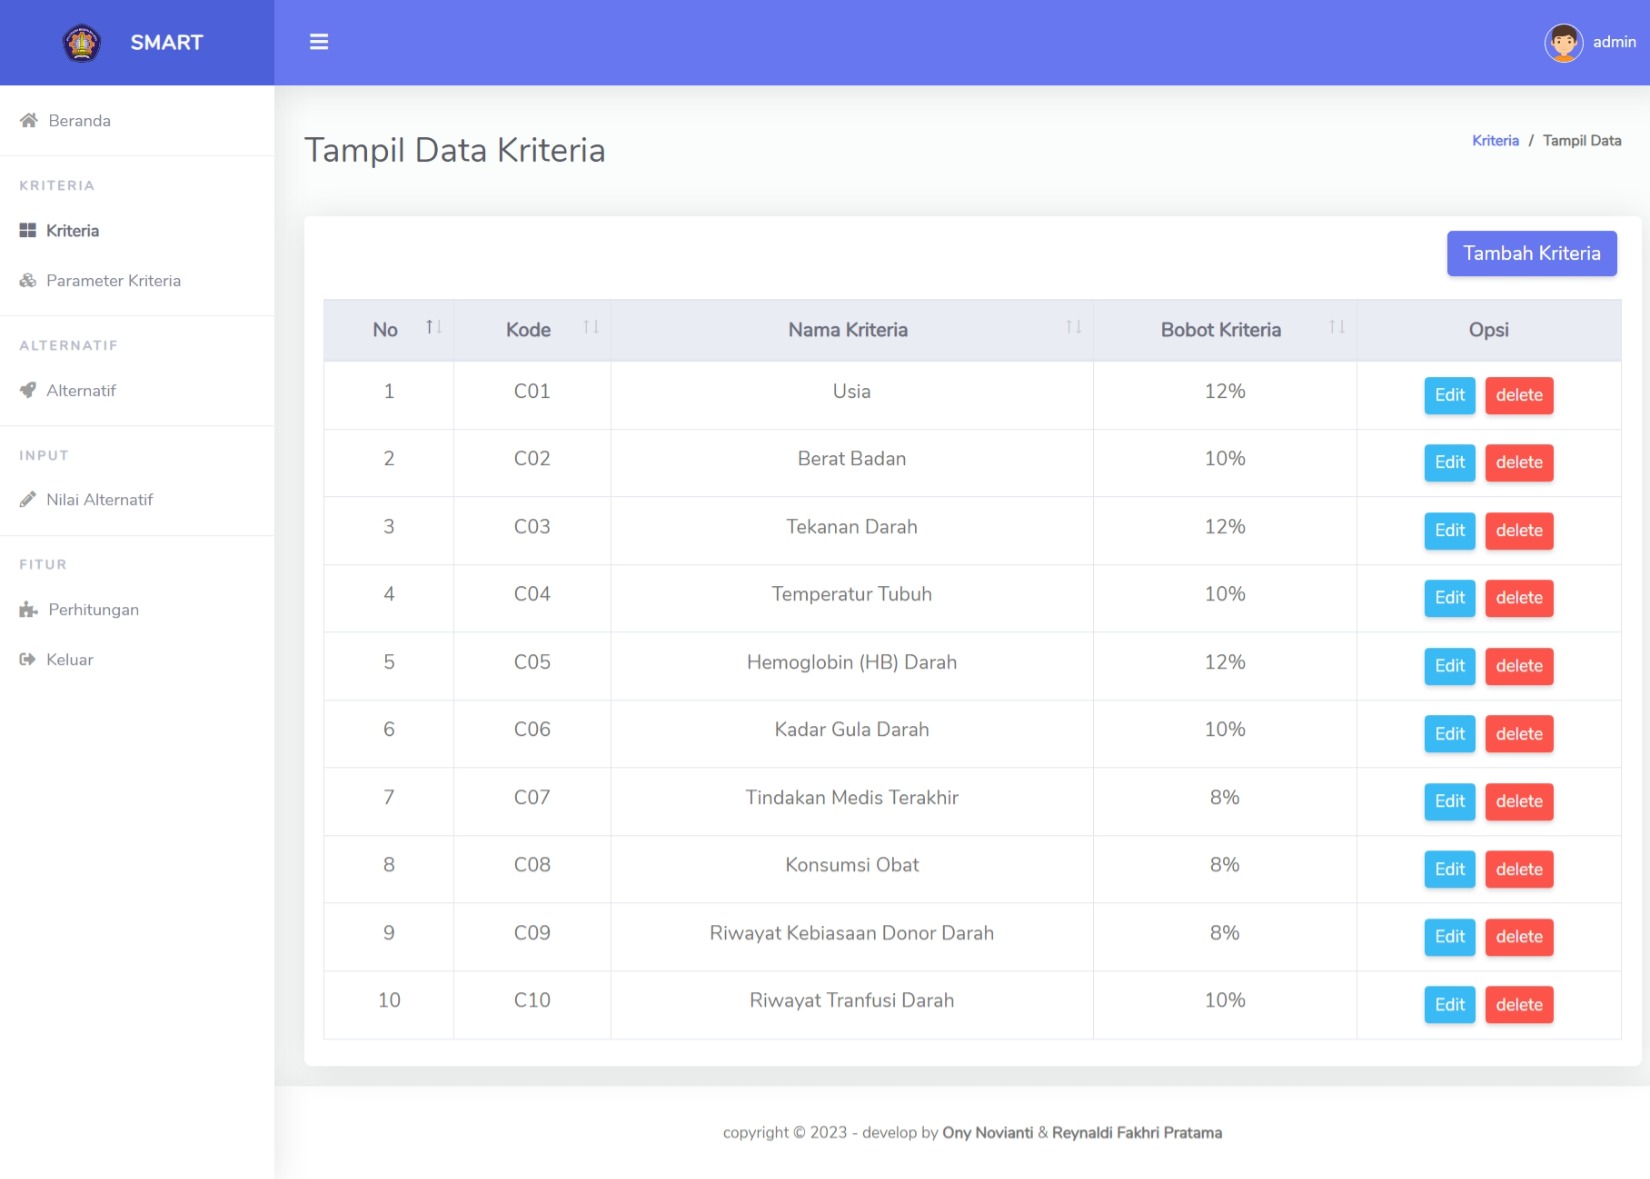 SMART
admin
Beranda
KRITERIA
Kriteria
Parameter Kriteria
ALTERNATIF
Alternatif
INPUT
Nilai Alternatif
FITUR
Perhitungan
Keluar
Tampil Data Kriteria
Kriteria / Tampil Data
Tambah Kriteria
No Kode Nama Kriteria Bobot Kriteria Opsi
1 C01 Usia 12% Edit delete
2 C02 Berat Badan 10% Edit delete
3 C03 Tekanan Darah 12% Edit delete
4 C04 Temperatur Tubuh 10% Edit delete
5 C05 Hemoglobin (HB) Darah 12% Edit delete
6 C06 Kadar Gula Darah 10% Edit delete
7 C07 Tindakan Medis Terakhir 8% Edit delete
8 C08 Konsumsi Obat 8% Edit delete
9 C09 Riwayat Kebiasaan Donor Darah 8% Edit delete
10 C10 Riwayat Tranfusi Darah 10% Edit delete
copyright © 2023 - develop by Ony Novianti & Reynaldi Fakhri Pratama